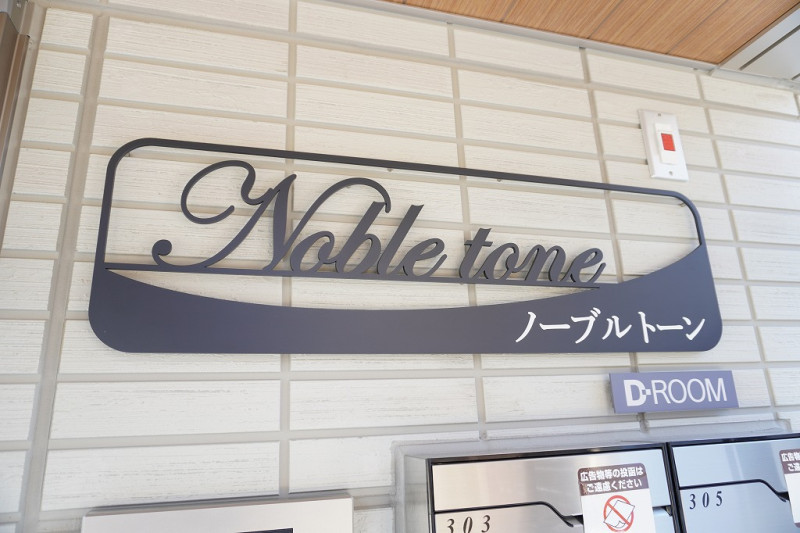 Noble tone
ノーブルトーン
D-ROOM
広告物等の投函は
ご遠慮ください
303
305